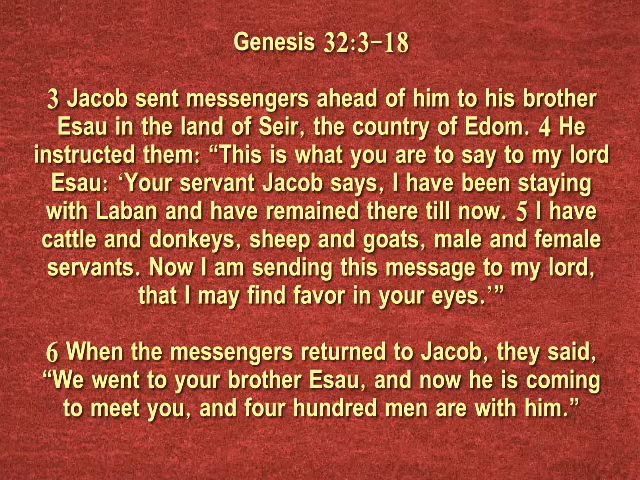 Genesis 32:3-18
3 Jacob sent messengers ahead of him to his brother
Esau in the land of Seir, the country of Edom. 4 He
instructed them: “This is what you are to say to my lord
Esau: ‘Your servant Jacob says, I have been staying
with Laban and have remained there till now. 5 I have
cattle and donkeys, sheep and goats, male and female
servants. Now I am sending this message to my lord,
that I may find favor in your eyes.’”
6 When the messengers returned to Jacob, they said,
“We went to your brother Esau, and now he is coming
to meet you, and four hundred men are with him.”